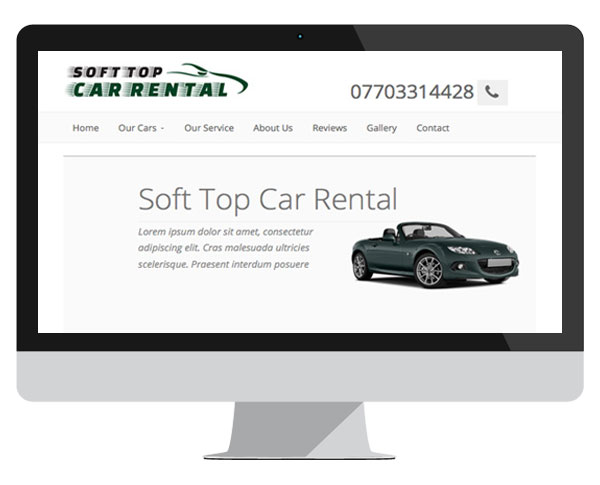 SOFT TOP
CAR RENTAL
07703314428
Home Our Cars Our Service About Us Reviews Gallery Contact
Soft Top Car Rental
Lorem ipsum dolor sit amet, consectetur
adipiscing elit. Cras malesuada ultricies
scelerisque. Praesent interdum posuere